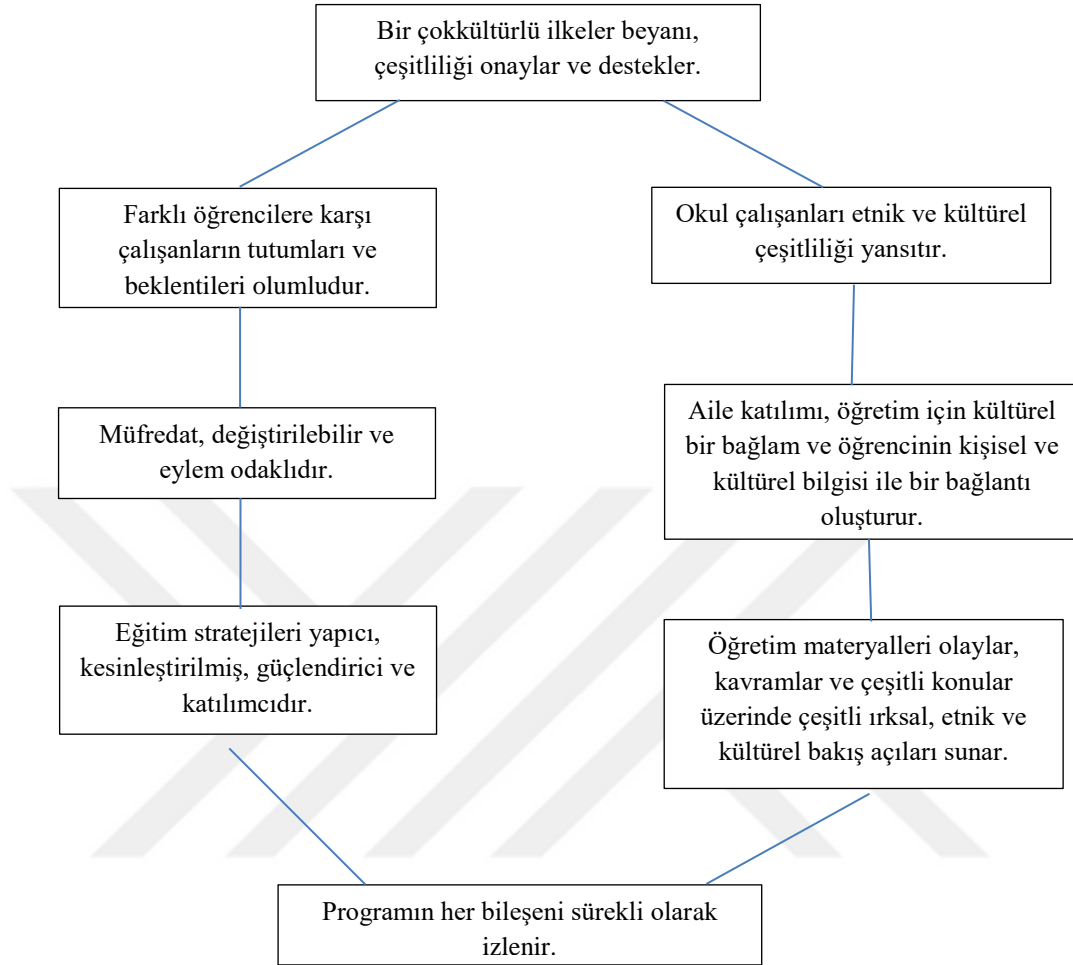 Bir çokkültürlü ilkeler beyanı,
çeşitliliği onaylar ve destekler.
Farklı öğrencilere karşı
çalışanların tutumları ve
beklentileri olumludur.
Okul çalışanları etnik ve kültürel
çeşitliliği yansıtır.
Müfredat, değiştirilebilir ve
eylem odaklıdır.
Aile katılımı, öğretim için kültürel
bir bağlam ve öğrencinin kişisel ve
kültürel bilgisi ile bir bağlantı
oluşturur.
Eğitim stratejileri yapıcı,
kesinleştirilmiş, güçlendirici ve
katılımcıdır.
Öğretim materyalleri olaylar,
kavramlar ve çeşitli konular
üzerinde çeşitli ırksal, etnik ve
kültürel bakış açıları sunar.
Programın her bileşeni sürekli olarak
izlenir.